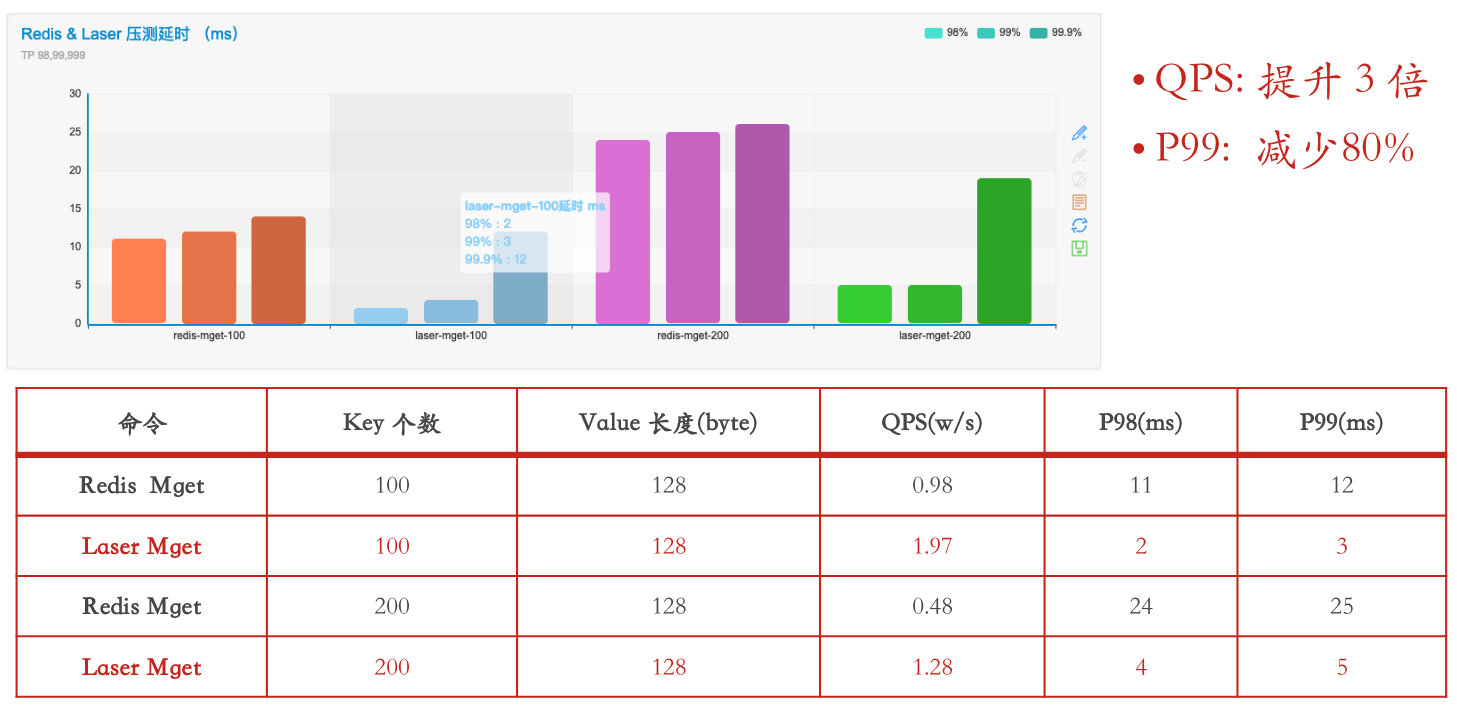 Redis & Laser 压测延时 （ms）
TP 98,99,999
98% 99% 99.9%
• QPS: 提升 3 倍
• P99: 减少80%
30
25
20
15
10
5
0
laser-mget-100延时 ms
98% : 2
99% : 3
99.9% : 12
redis-mget-100 laser-mget-100 redis-mget-200 laser-mget-200
命令 Key 个数 Value 长度(byte) QPS(w/s) P98(ms) P99(ms)
Redis Mget 100 128 0.98 11 12
Laser Mget 100 128 1.97 2 3
Redis Mget 200 128 0.48 24 25
Laser Mget 200 128 1.28 4 5